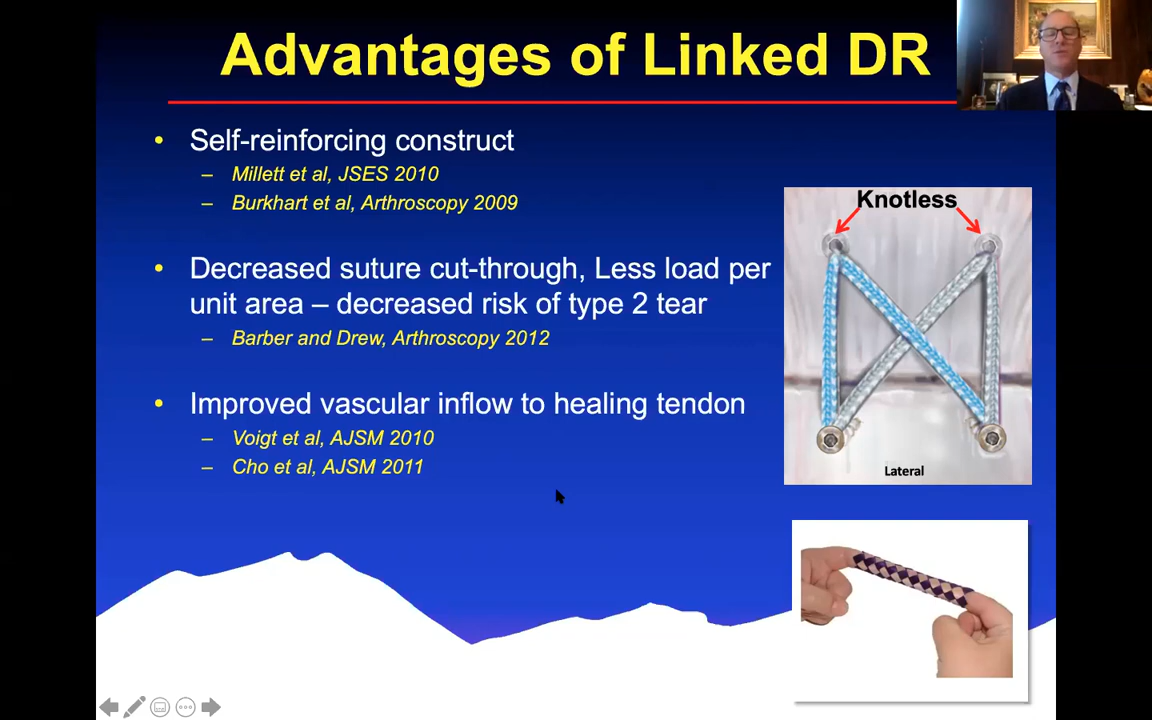 Advantages of Linked DR
• Self-reinforcing construct
– Millett et al, JSES 2010
– Burkhart et al, Arthroscopy 2009
• Decreased suture cut-through, Less load per
unit area – decreased risk of type 2 tear
– Barber and Drew, Arthroscopy 2012
• Improved vascular inflow to healing tendon
– Voigt et al, AJSM 2010
– Cho et al, AJSM 2011
Knotless
Lateral